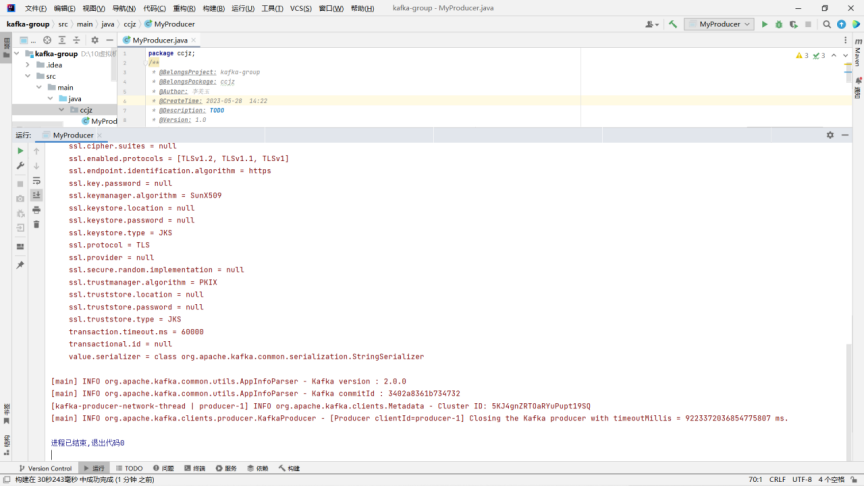 文件(F) 编辑(E) 视图(V) 导航(N) 代码(C) 重构(R) 构建(B) 运行(U) 工具(T) VCS(S) 窗口(W) 帮助(H) kafka-group - MyProducer.java
kafka-group src main java ccjz MyProducer MyProducer
MyProducer.java
kafka-group D:\10虚拟
.idea
src
main
java
ccjz
MyProd
1 package ccjz;
2 /**
3 * @BelongsProject: kafka-group
4 * @BelongsPackage: ccjz
5 * @Author:
6 * @CreateTime: 2023-05-28 14:22
7 * @Description: TODO
8 * @Version: 1.0
3 3
Maven
通知
运行: MyProducer
ssl.cipher.suites = null
ssl.enabled.protocols = [TLSv1.2, TLSv1.1, TLSv1]
ssl.endpoint.identification.algorithm = https
ssl.key.password = null
ssl.keymanager.algorithm = SunX509
ssl.keystore.location = null
ssl.keystore.password = null
ssl.keystore.type = JKS
ssl.protocol = TLS
ssl.provider = null
ssl.secure.random.implementation = null
ssl.trustmanager.algorithm = PKIX
ssl.truststore.location = null
ssl.truststore.password = null
ssl.truststore.type = JKS
transaction.timeout.ms = 60000
transactional.id = null
value.serializer = class org.apache.kafka.common.serialization.StringSerializer
[main] INFO org.apache.kafka.common.utils.AppInfoParser - Kafka version : 2.0.0
[main] INFO org.apache.kafka.common.utils.AppInfoParser - Kafka commitId : 3402a8361b734732
[kafka-producer-network-thread | producer-1] INFO org.apache.kafka.clients.Metadata - Cluster ID: 5KJ4gnZRTOaRYuPupt19SQ
[main] INFO org.apache.kafka.clients.producer.KafkaProducer - [Producer clientId=producer-1] Closing the Kafka producer with timeoutMillis = 9223372036854775807 ms.
进程已结束,退出代码0
书签
结构
Version Control 运行 TODO 问题 终端 服务 依赖 构建
构建在 30秒243毫秒 中成功完成 (1 分钟 之前) 70:1 CRLF UTF-8 4 个空格